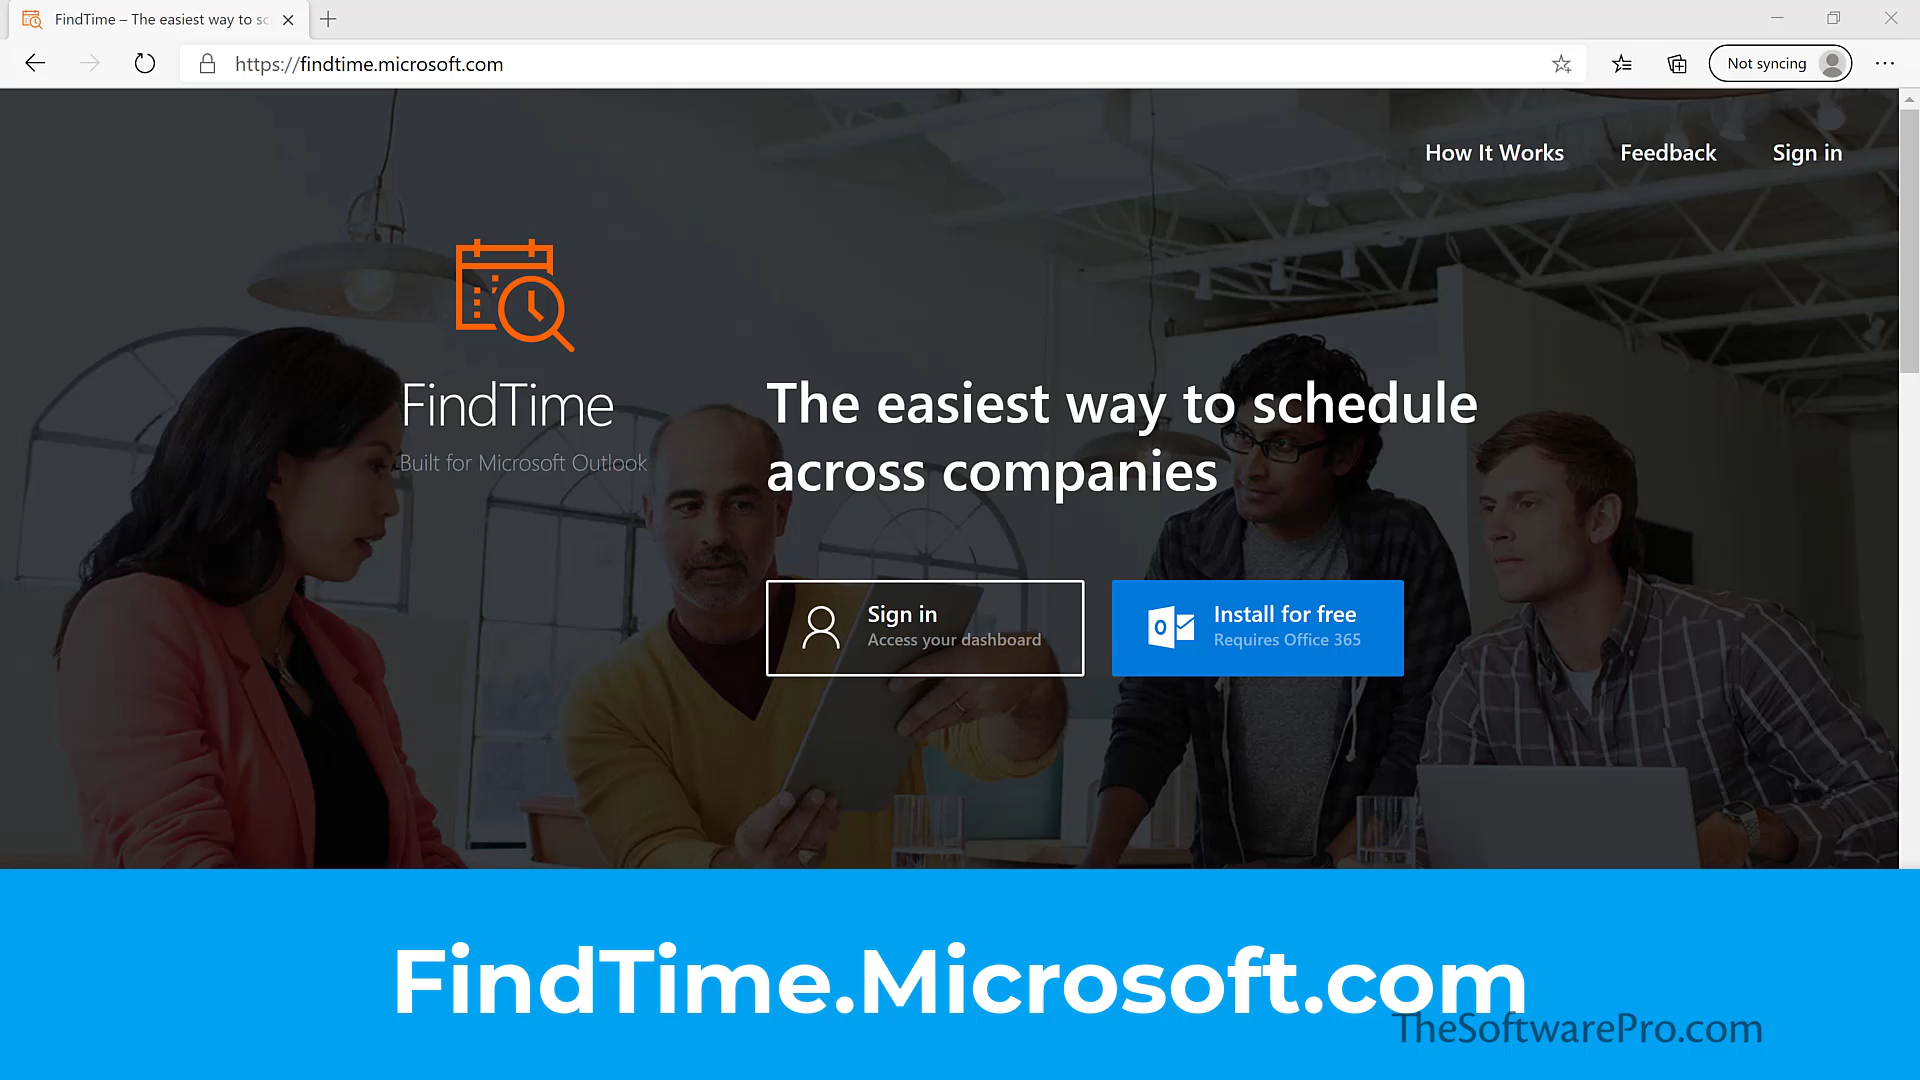 FindTime – The easiest way to sc
https://findtime.microsoft.com
Not syncing
How It Works
Feedback
Sign in
FindTime
Built for Microsoft Outlook
The easiest way to schedule
across companies
Sign in
Access your dashboard
Install for free
Requires Office 365
FindTime.Microsoft.com
TheSoftwarePro.com